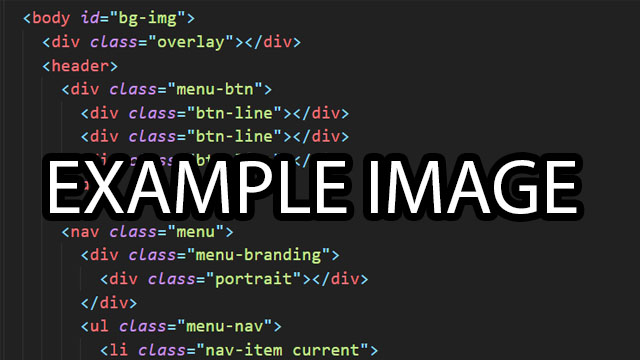 <body id="bg-img">
<div class="overlay"></div>
<header>
<div class="menu-btn">
<div class="btn-line"></div>
<div class="btn-line"></div>
EXAMPLE IMAGE
<nav class="menu">
<div class="menu-branding">
<div class="portrait"></div>
</div>
<ul class="menu-nav">
<li class="nav-item current">